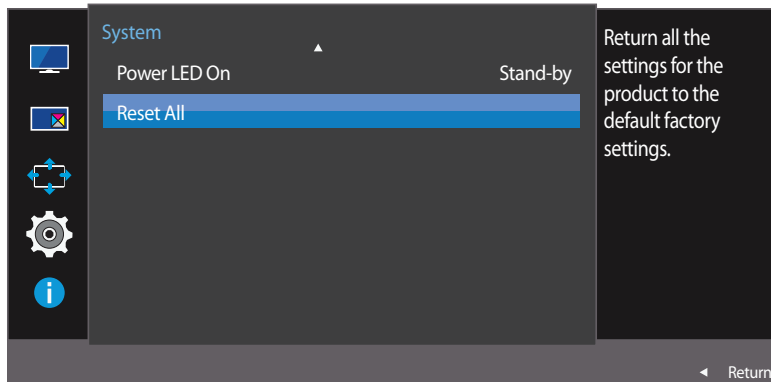 System
Power LED On Stand-by
Reset All
Return all the
settings for the
product to the
default factory
settings.
i
Return